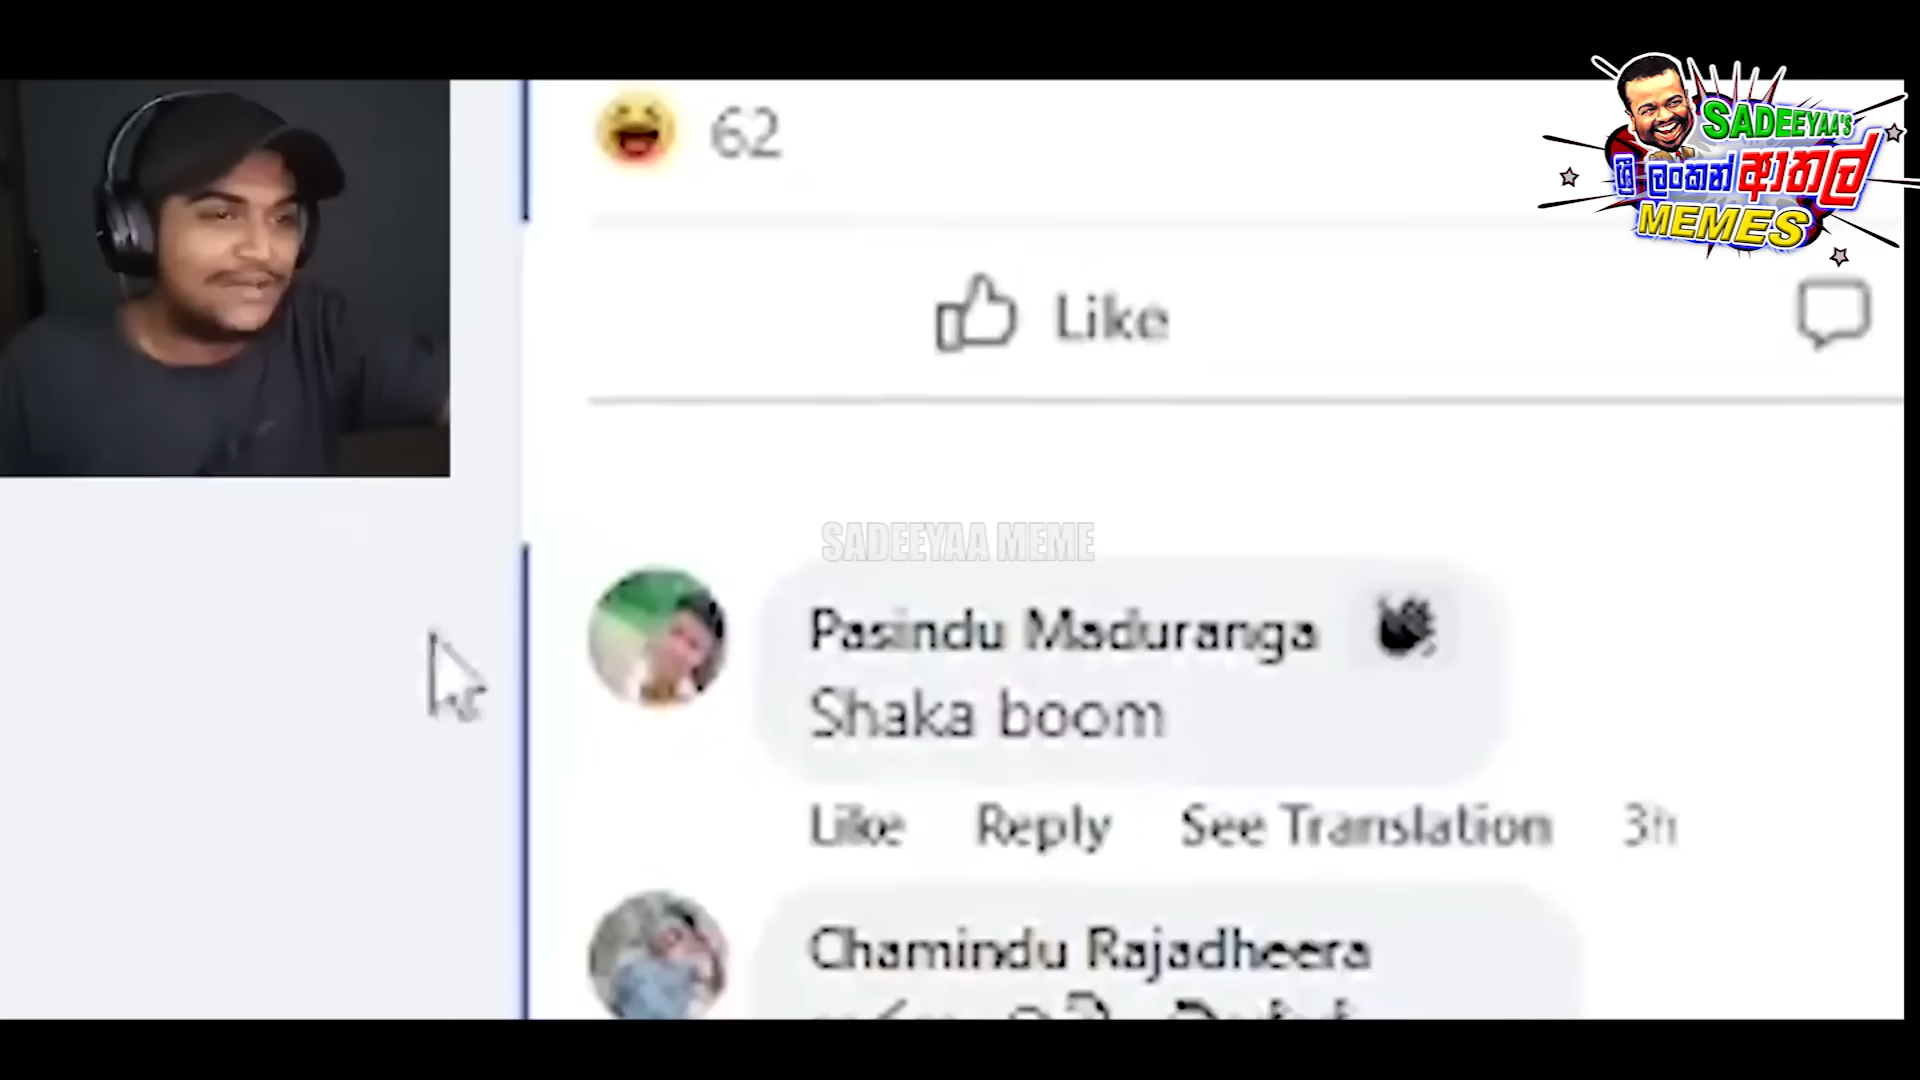 62
SADEEYAA'S
ශ්‍රී ලංකන් ආතල්
MEMES
Like
SADEEYAA MEME
Pasindu Maduranga
Shaka boom
Like Reply See Translation 3h
Chamindu Rajadheera